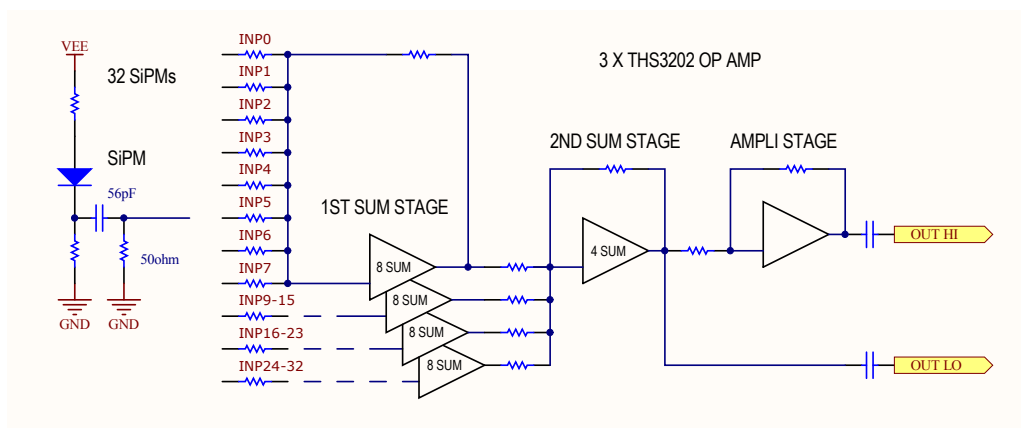 VEE
32 SiPMs
SiPM
56pF
50ohm
GND
GND
INP0
INP1
INP2
INP3
INP4
INP5
INP6
INP7
INP9-15
INP16-23
INP24-32
1ST SUM STAGE
8 SUM
8 SUM
8 SUM
8 SUM
3 X THS3202 OP AMP
2ND SUM STAGE
4 SUM
AMPLI STAGE
OUT HI
OUT LO